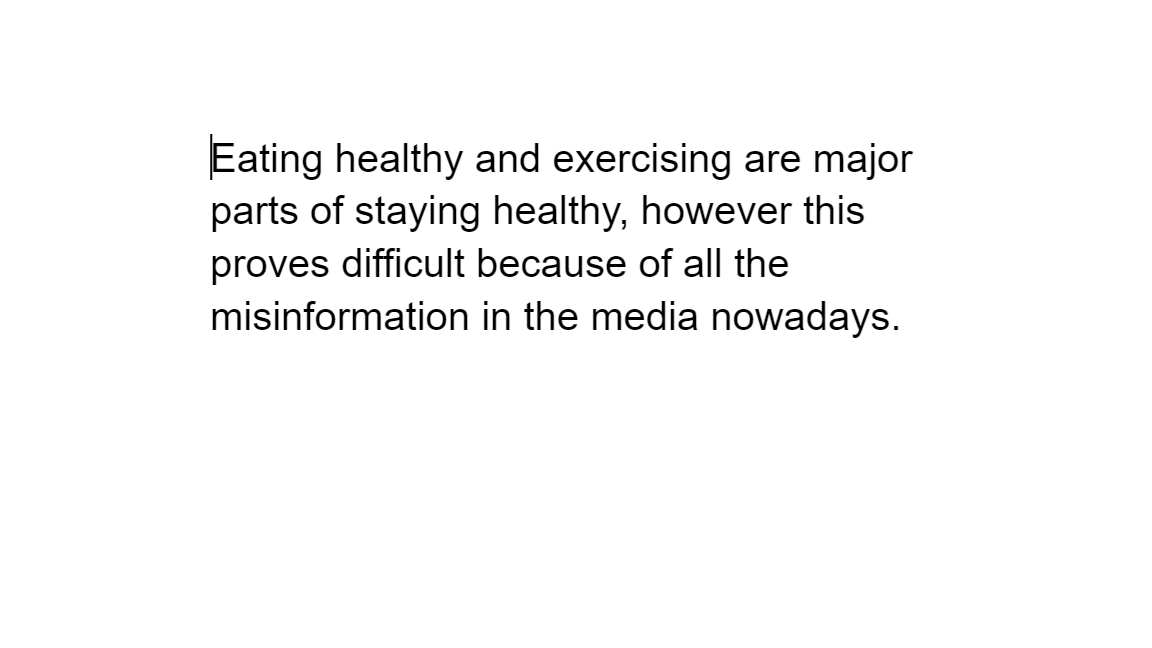 Eating healthy and exercising are major
parts of staying healthy, however this
proves difficult because of all the
misinformation in the media nowadays.